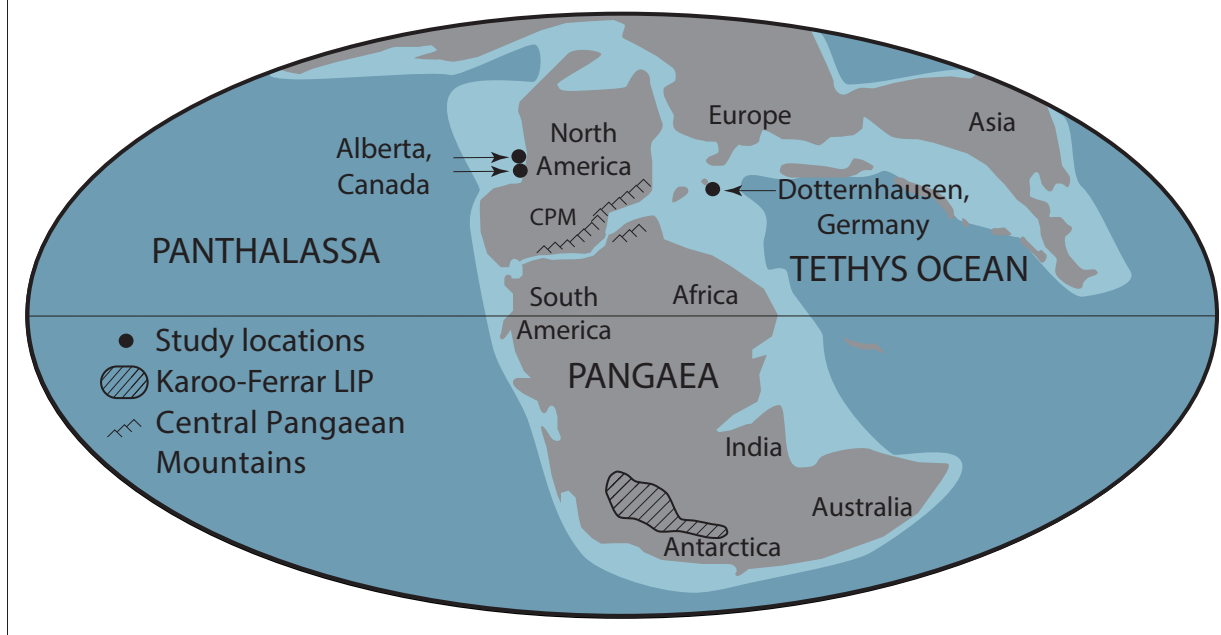 North
America
Europe
Asia
Alberta,
Canada
CPM
Dotternhausen,
Germany
PANTHALASSA
TETHYS OCEAN
South
America
Africa
PANGAEA
Study locations
Karoo-Ferrar LIP
Central Pangaean
Mountains
India
Australia
Antarctica